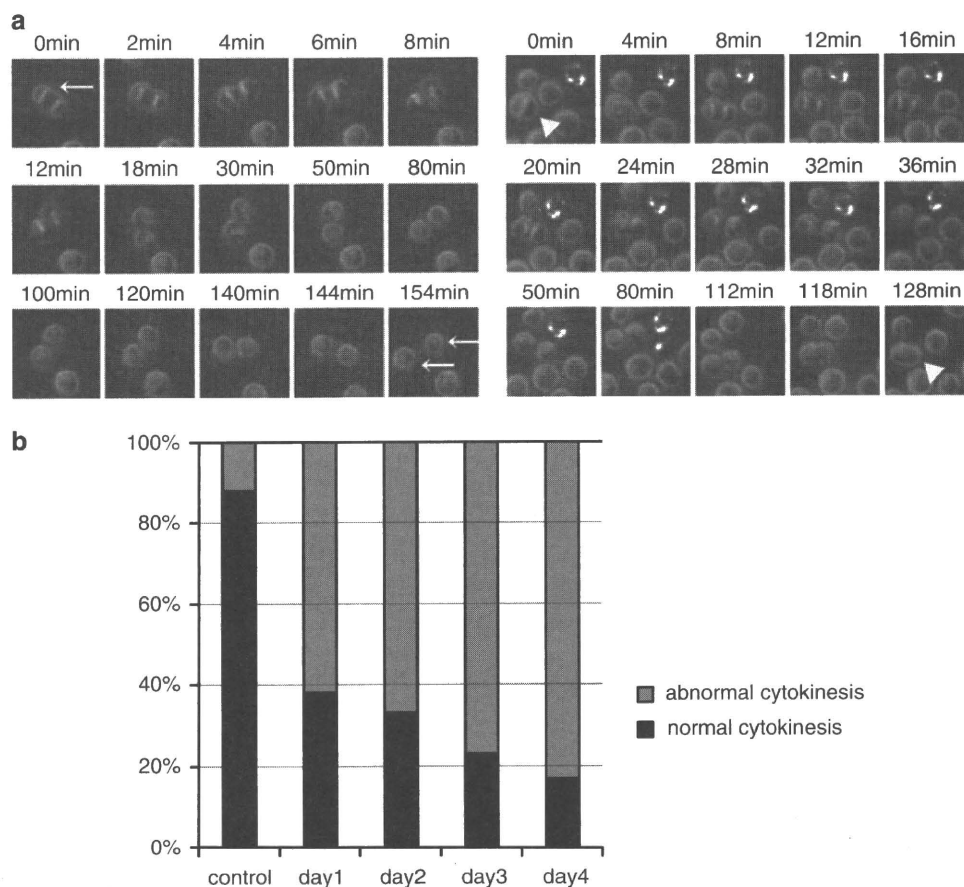 a
0min 2min 4min 6min 8min
12min 18min 30min 50min 80min
100min 120min 140min 144min 154min
0min 4min 8min 12min 16min
20min 24min 28min 32min 36min
50min 80min 112min 118min 128min
b
100%
80%
60%
40%
20%
0%
control day1 day2 day3 day4
abnormal cytokinesis
normal cytokinesis